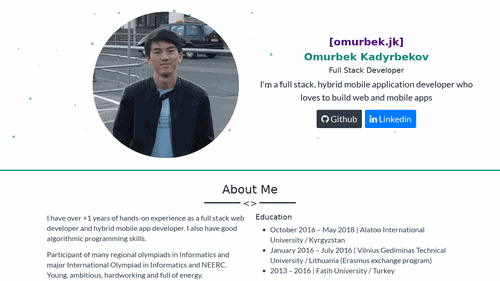 [omurbek.jk]
Omurbek Kadyrbekov
Full Stack Developer
I'm a full stack, hybrid mobile application developer who
loves to build web and mobile apps
Github
Linkedin
About Me
<>
I have over +1 years of hands-on experience as a full stack web
developer and hybrid mobile app developer. I also have good
algorithmic programming skills.
Participant of many regional olympiads in Informatics and
major International Olympiad in Informatics and NEERC.
Young, ambitious, hardworking and full of energy.
Education
October 2016 – May 2018 | Alatoo International
University / Kyrgyzstan
January 2016 – July 2016 | Vilnius Gediminas Technical
University / Lithuania (Erasmus exchange program)
2013 – 2016 | Fatih University / Turkey